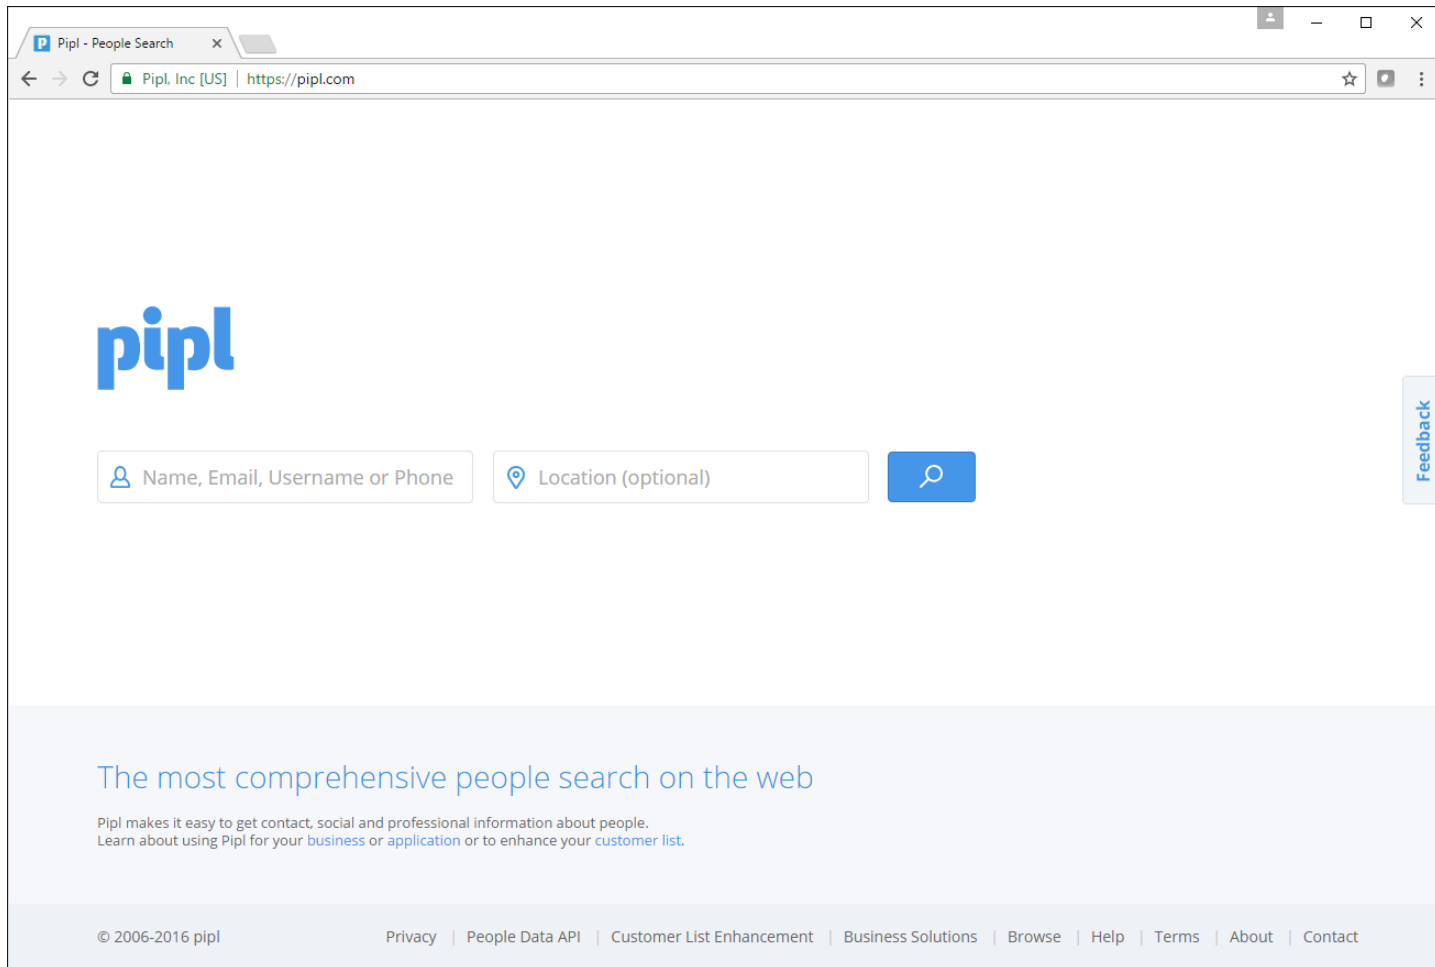 Pipl - People Search
Pipl, Inc [US] | https://pipl.com
pipl
Name, Email, Username or Phone
Location (optional)
Feedback
The most comprehensive people search on the web
Pipl makes it easy to get contact, social and professional information about people.
Learn about using Pipl for your business or application or to enhance your customer list.
© 2006-2016 pipl
Privacy | People Data API | Customer List Enhancement | Business Solutions | Browse | Help | Terms | About | Contact